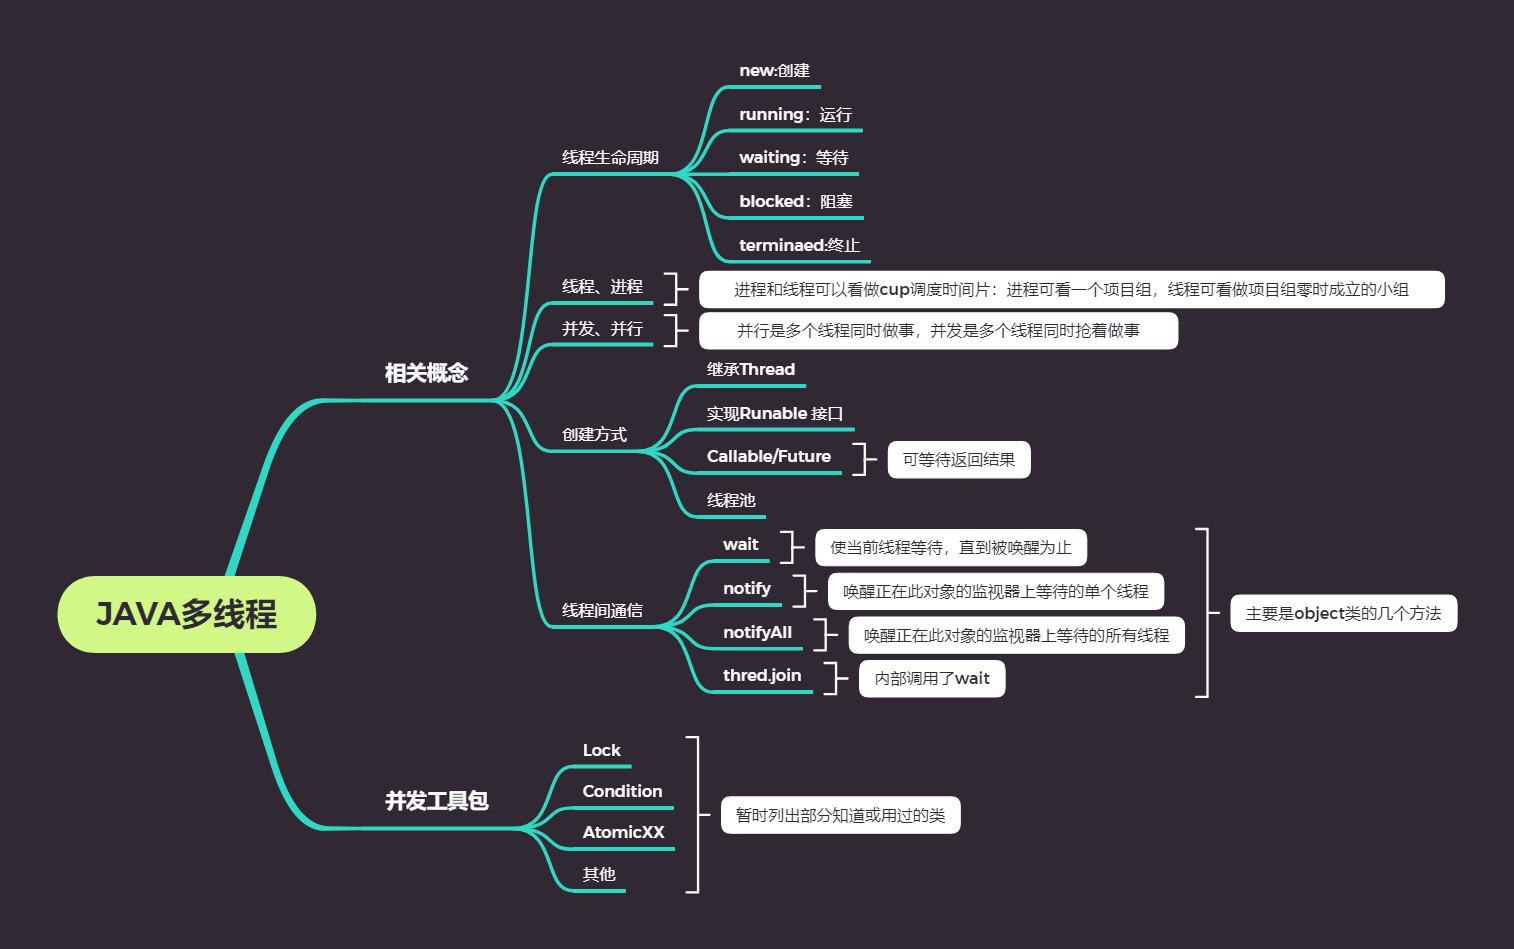 JAVA多线程
相关概念
线程生命周期
new:创建
running：运行
waiting：等待
blocked：阻塞
terminaed:终止
线程、进程
进程和线程可以看做cup调度时间片：进程可看一个项目组，线程可看做项目组零时成立的小组
并发、并行
并行是多个线程同时做事，并发是多个线程同时抢着做事
创建方式
继承Thread
实现Runable 接口
Callable/Future
可等待返回结果
线程池
线程间通信
wait
使当前线程等待，直到被唤醒为止
notify
唤醒正在此对象的监视器上等待的单个线程
notifyAll
唤醒正在此对象的监视器上等待的所有线程
thred.join
内部调用了wait
主要是object类的几个方法
并发工具包
Lock
Condition
AtomicXX
其他
暂时列出部分知道或用过的类